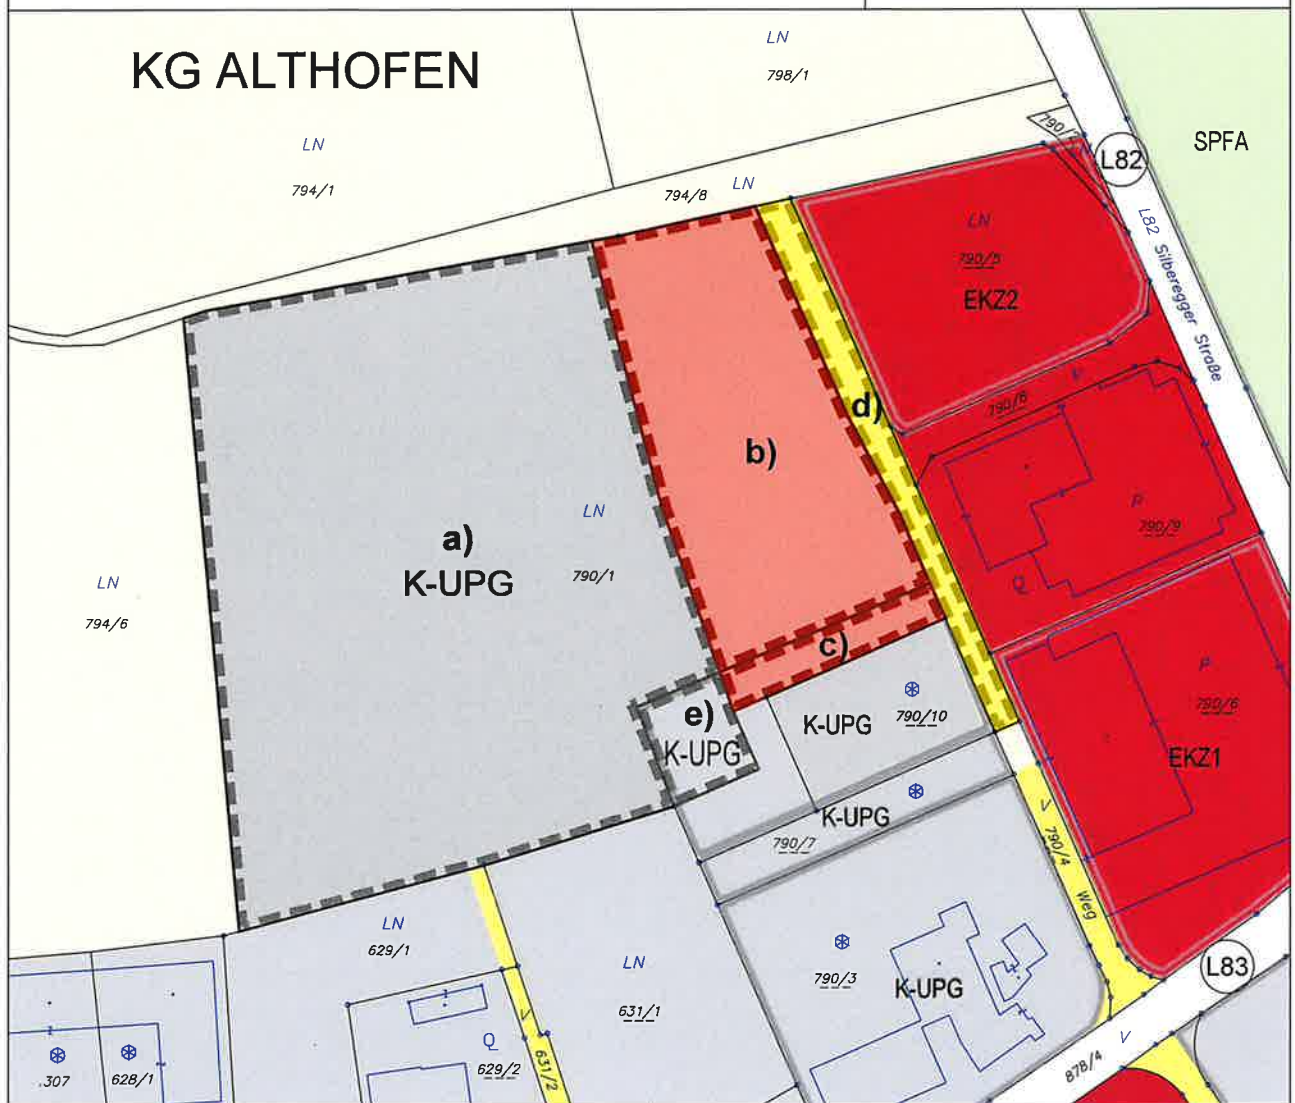 KG ALTHOFEN
LN
798/1
LN
794/1
LN
794/8
L82
SPFA
L82 Silberegger Straße
LN
790/5
EKZ2
d)
790/8
P
b)
P
790/9
Q
LN
a)
K-UPG
790/1
LN
794/6
c)
e)
K-UPG
K-UPG
790/10
P
790/6
EKZ1
K-UPG
790/7
V
790/4
Weg
LN
629/1
LN
631/1
790/3
K-UPG
L83
V
878/4
Q
629/2
V
631/2
.307
628/1